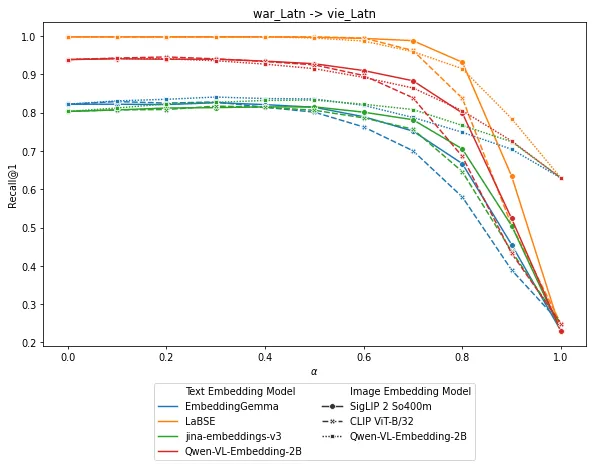 war_Latn -> vie_Latn
1.0
0.9
0.8
0.7
0.6
0.5
0.4
0.3
0.2
Recall@1
0.0 0.2 0.4 0.6 0.8 1.0
α
Text Embedding Model Image Embedding Model
EmbeddingGemma SigLIP 2 So400m
LaBSE CLIP ViT-B/32
jina-embeddings-v3 Qwen-VL-Embedding-2B
Qwen-VL-Embedding-2B